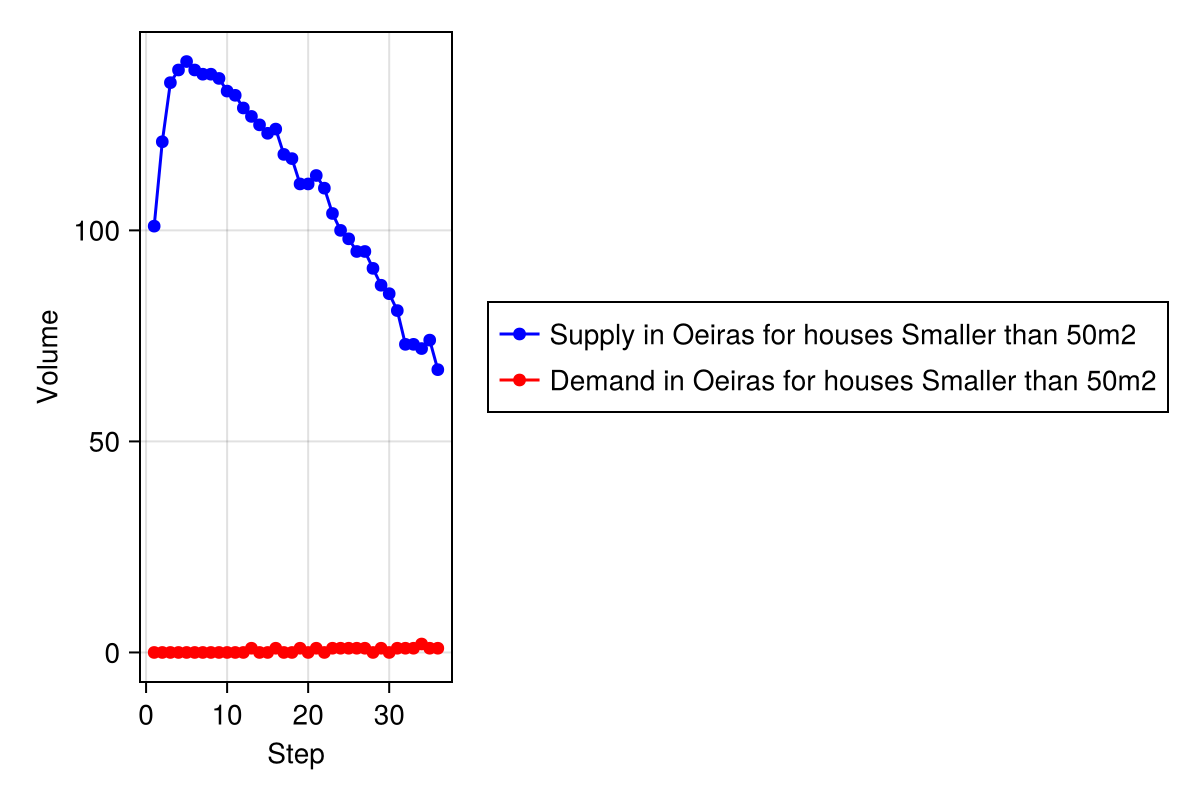 100
50
0
0 10 20 30
Volume
Step
Supply in Oeiras for houses Smaller than 50m2
Demand in Oeiras for houses Smaller than 50m2